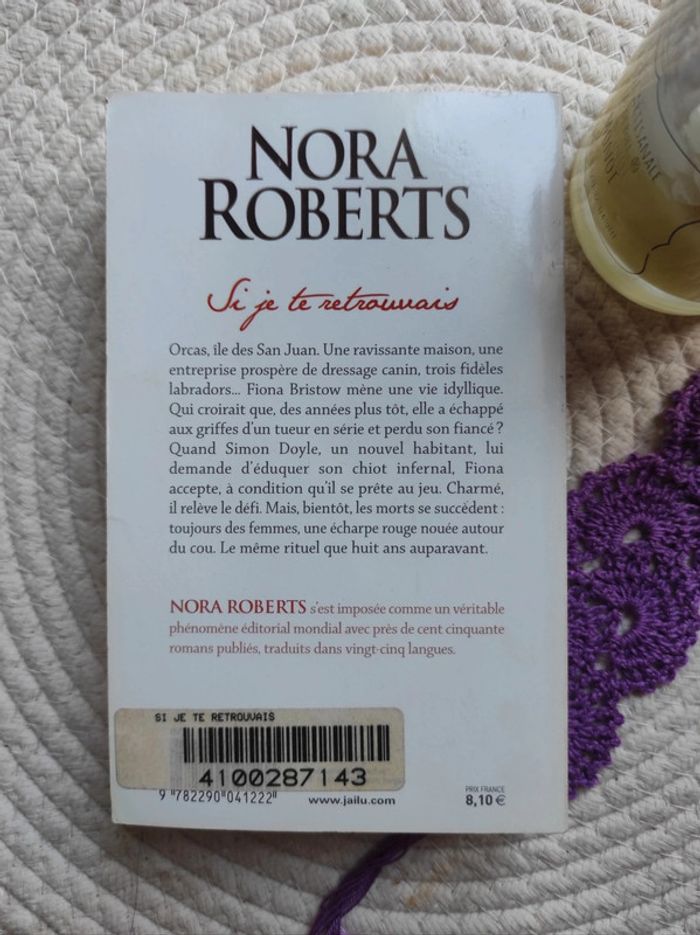 NORA
ROBERTS
Si je te retrouvais
Orcas, île des San Juan. Une ravissante maison, une
entreprise prospère de dressage canin, trois fidèles
labradors... Fiona Bristow mène une vie idyllique.
Qui croirait que, des années plus tôt, elle a échappé
aux griffes d'un tueur en série et perdu son fiancé ?
Quand Simon Doyle, un nouvel habitant, lui
demande d'éduquer son chiot infernal, Fiona
accepte, à condition qu'il se prête au jeu. Charmé,
il relève le défi. Mais, bientôt, les morts se succèdent :
toujours des femmes, une écharpe rouge nouée autour
du cou. Le même rituel que huit ans auparavant.
NORA ROBERTS s'est imposée comme un véritable
phénomène éditorial mondial avec près de cent cinquante
romans publiés, traduits dans vingt-cinq langues.
SI JE TE RETROUVAIS
4100287143
9 782290 041222
www.jailu.com
PRIX FRANCE
8,10 €